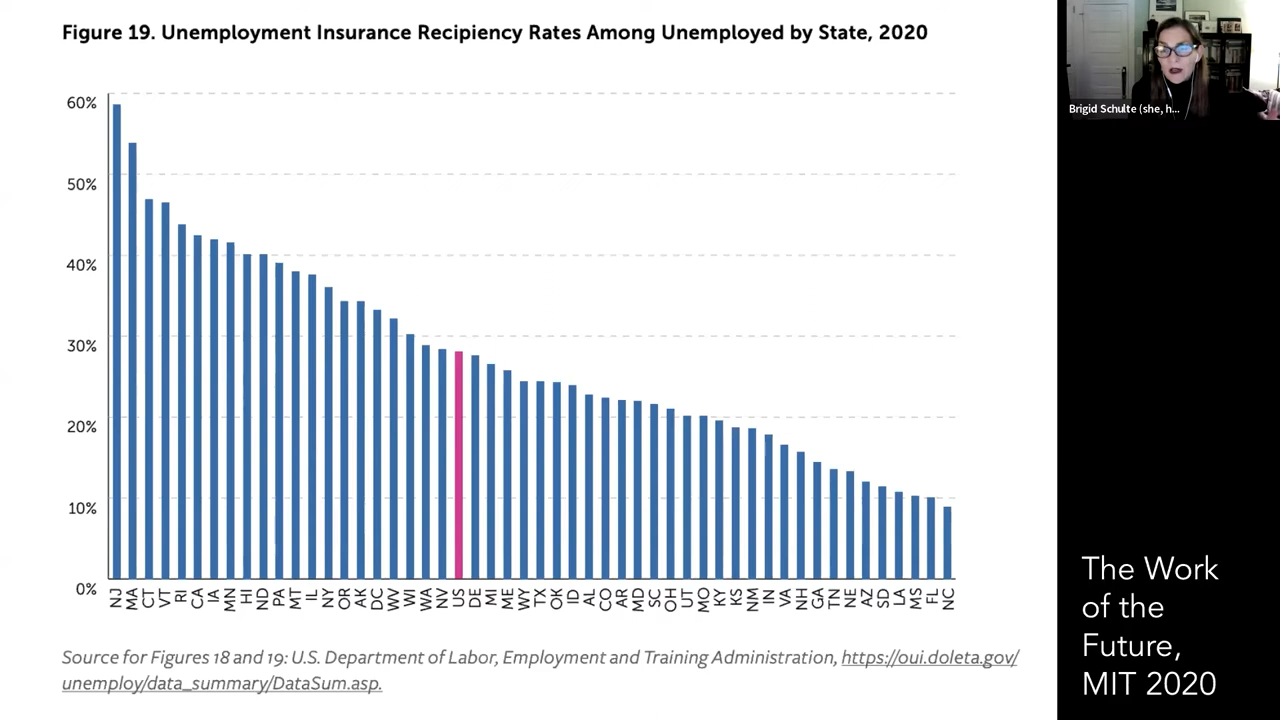 Figure 19. Unemployment Insurance Recipiency Rates Among Unemployed by State, 2020
Brigid Schulte (she, h...
60%
50%
40%
30%
20%
10%
0%
NJ MA CT VT RI CA IA MN HI ND PA MT IL NY OR AK DC WV WI WA NV US DE MI ME WY TX OK ID AL CO AR MD SC OH UT MO KY KS NM IN VA NH GA TN NE AZ SD LA MS FL NC
Source for Figures 18 and 19: U.S. Department of Labor, Employment and Training Administration, https://oui.doleta.gov/
unemploy/data_summary/DataSum.asp.
The Work
of the
Future,
MIT 2020